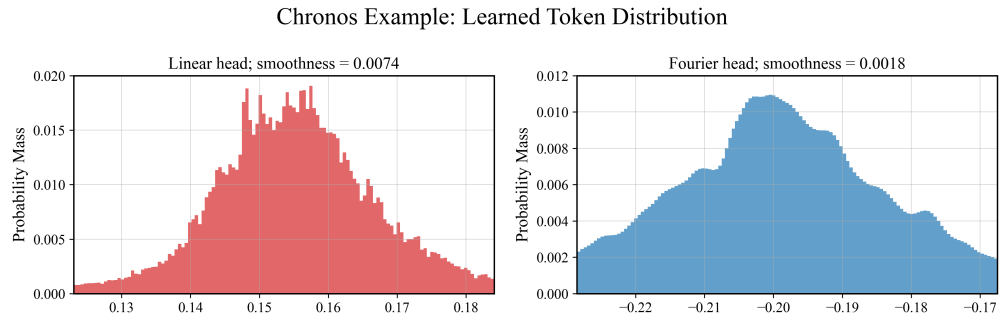 Chronos Example: Learned Token Distribution
Linear head; smoothness = 0.0074
Probability Mass
0.020
0.015
0.010
0.005
0.000
0.13 0.14 0.15 0.16 0.17 0.18
Fourier head; smoothness = 0.0018
Probability Mass
0.012
0.010
0.008
0.006
0.004
0.002
0.000
−0.22 −0.21 −0.20 −0.19 −0.18 −0.17